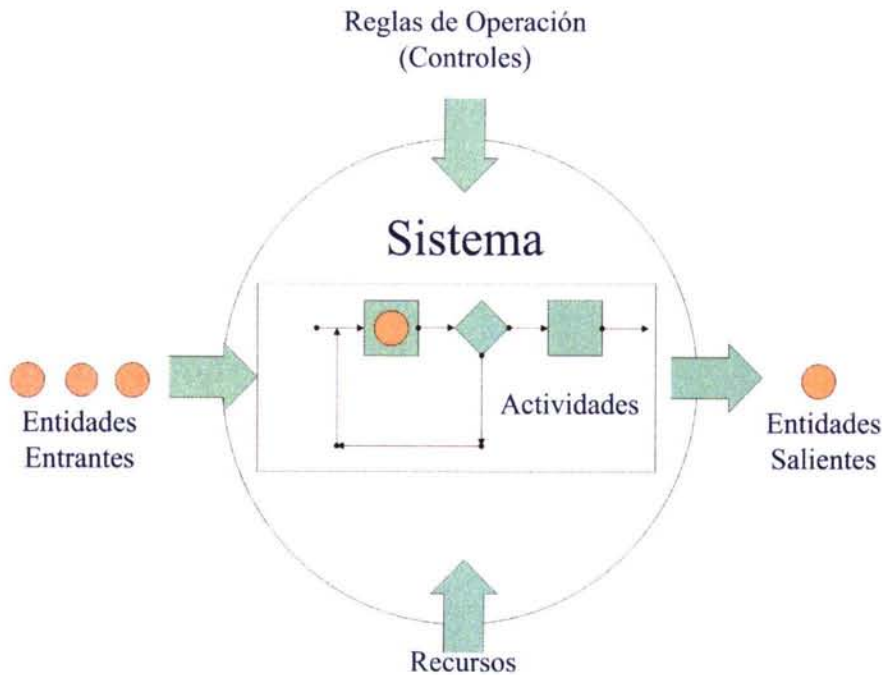 Reglas de Operación
(Controles)
Sistema
Actividades
Entidades
Entrantes
Entidades
Salientes
Recursos